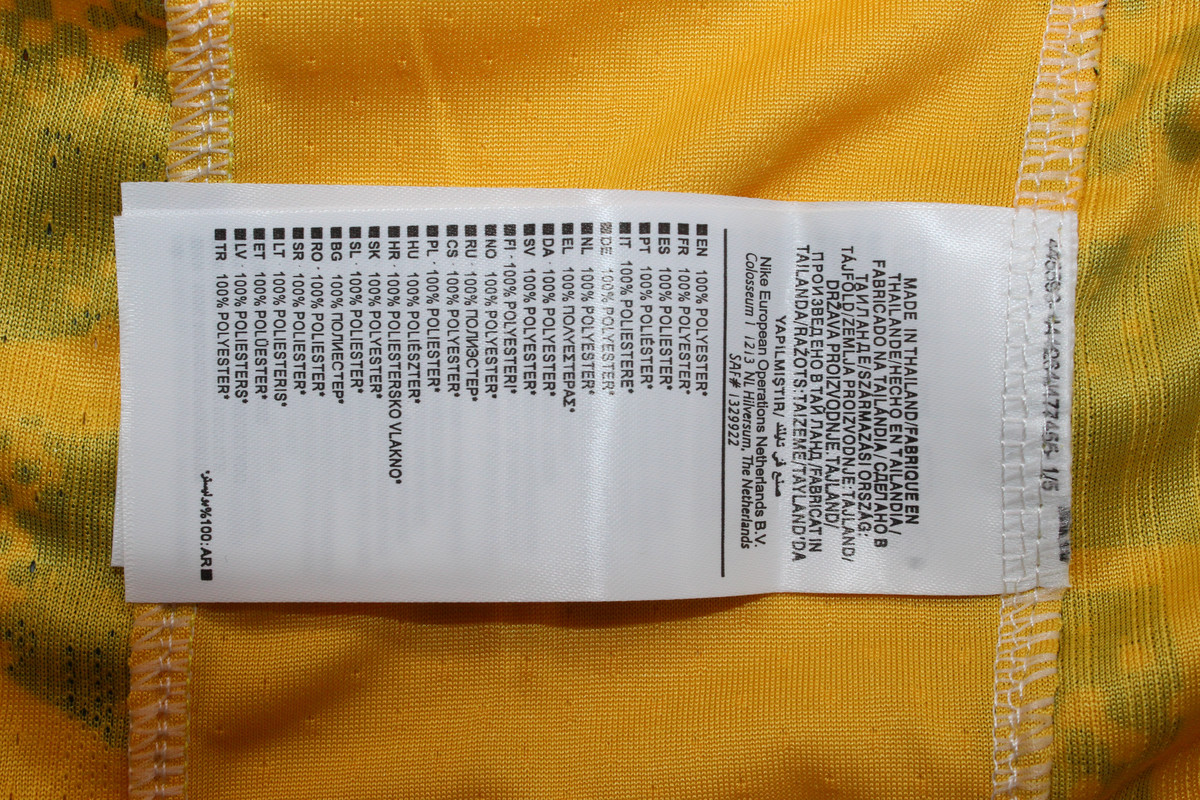 1/5
MADE IN THAILAND/FABRIQUE EN
THAILANDE/HECHO EN TAILANDIA/
FABRICADO NA TAILÂNDIA / СДЕЛАНО В
ТАИЛАНДЕ/SZÁRMAZÁSI ORSZÁG:
TÁJFÖLD/ZEMLJA PROIZVODNJE:TAJLAND/
DRŽAVA PROIZVODNJE.TAJLAND/
ПРОИЗВЕДЕНО В ТАЙЛАНД/FABRICAT IN
TAILANDA/RAŽOTS:TAIZEME/TAYLAND'DA
YAPILMIŞTIR/ صنع في تايلاند
Nike European Operations Netherlands B.V.
Colosseum 1 1213 NL Hilversum, The Netherlands
SAF# 1329922
EN 100% POLYESTER*
FR 100% POLYESTER*
ES 100% POLIÉSTER*
PT 100% POLIÉSTER*
IT 100% POLIESTERE*
DE 100% POLYESTER*
NL 100% POLYESTER*
EL 100% ΠΟΛΥΕΣΤΕΡΑΣ*
DA 100% POLYESTER*
SV 100% POLYESTER*
FI · 100% POLYESTERI*
NO 100% POLYESTER*
RU · 100% ПОЛИЭСТЕР*
CS · 100% POLYESTER*
PL · 100% POLIESTER*
HU 100% POLIÉSZTER*
HR · 100% POLIESTERSKO VLAKNO*
SK · 100% POLYESTER*
SL · 100% POLIESTER*
BG 100% ПОЛИЕСТЕР*
RO · 100% POLIESTER*
SR 100% POLIESTER*
LT 100% POLIESTERIS*
ET 100% POLÜESTER*
LV · 100% POLIESTERS*
TR 100% POLYESTER*
AR :100% بوليستر*